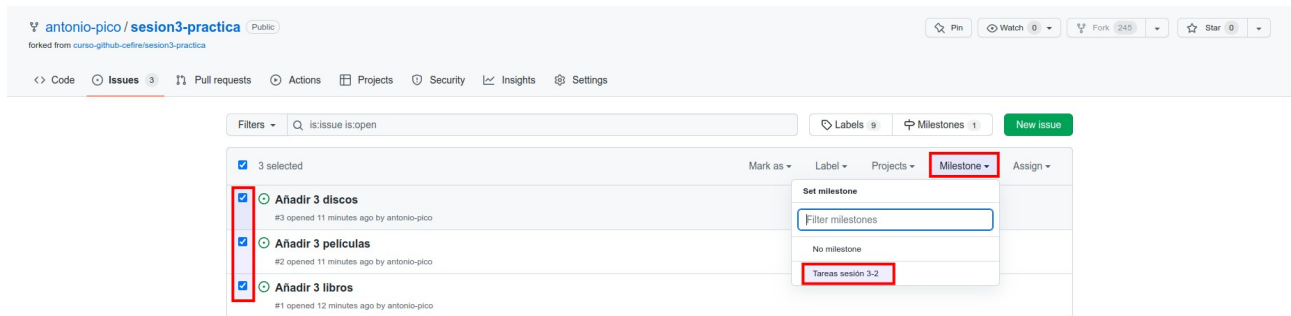 antonio-pico / sesion3-practica Public
Pin Watch 0 Fork 245 Star 0
forked from curso-github-cefire/sesion3-practica
<> Code Issues 3 Pull requests Actions Projects Security Insights Settings
Filters is:issue is:open Labels 9 Milestones 1 New issue
3 selected Mark as Label Projects Milestone Assign
Set milestone
Filter milestones
No milestone
Tareas sesión 3-2
Añadir 3 discos
#3 opened 11 minutes ago by antonio-pico
Añadir 3 películas
#2 opened 11 minutes ago by antonio-pico
Añadir 3 libros
#1 opened 12 minutes ago by antonio-pico